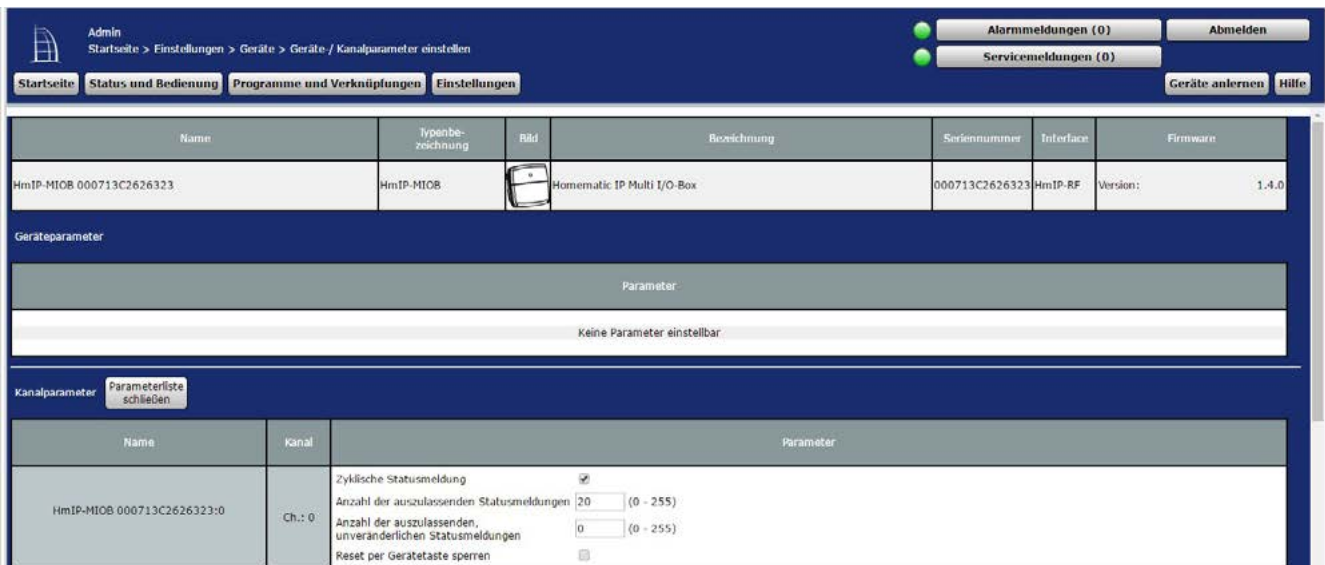 Admin
Startseite > Einstellungen > Geräte > Geräte-/ Kanalparameter einstellen
Alarmmeldungen (0)
Abmelden
Servicemeldungen (0)
Startseite
Status und Bedienung
Programme und Verknüpfungen
Einstellungen
Geräte anlernen
Hilfe
Name
Typenbe-
zeichnung
Bild
Bezeichnung
Seriennummer
Interface
Firmware
HmIP-MIOB 000713C2626323
HmIP-MIOB
Homematic IP Multi I/O-Box
000713C2626323
HmIP-RF
Version:
1.4.0
Geräteparameter
Parameter
Keine Parameter einstellbar
Kanalparameter
Parameterliste
schließen
Name
Kanal
Parameter
HmIP-MIOB 000713C2626323:0
Ch.: 0
Zyklische Statusmeldung
Anzahl der auszulassenden Statusmeldungen 20 (0 - 255)
Anzahl der auszulassenden,
unveränderlichen Statusmeldungen 0 (0 - 255)
Reset per Gerätetaste sperren